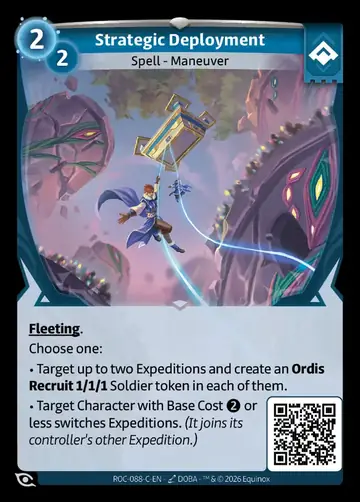 2
2
Strategic Deployment
Spell - Maneuver
Fleeting.
Choose one:
• Target up to two Expeditions and create an Ordis
Recruit 1/1/1 Soldier token in each of them.
• Target Character with Base Cost 2 or
less switches Expeditions. (It joins its
controller's other Expedition.)
ROC-088-C-EN - DOBA - ™ & © 2026 Equinox